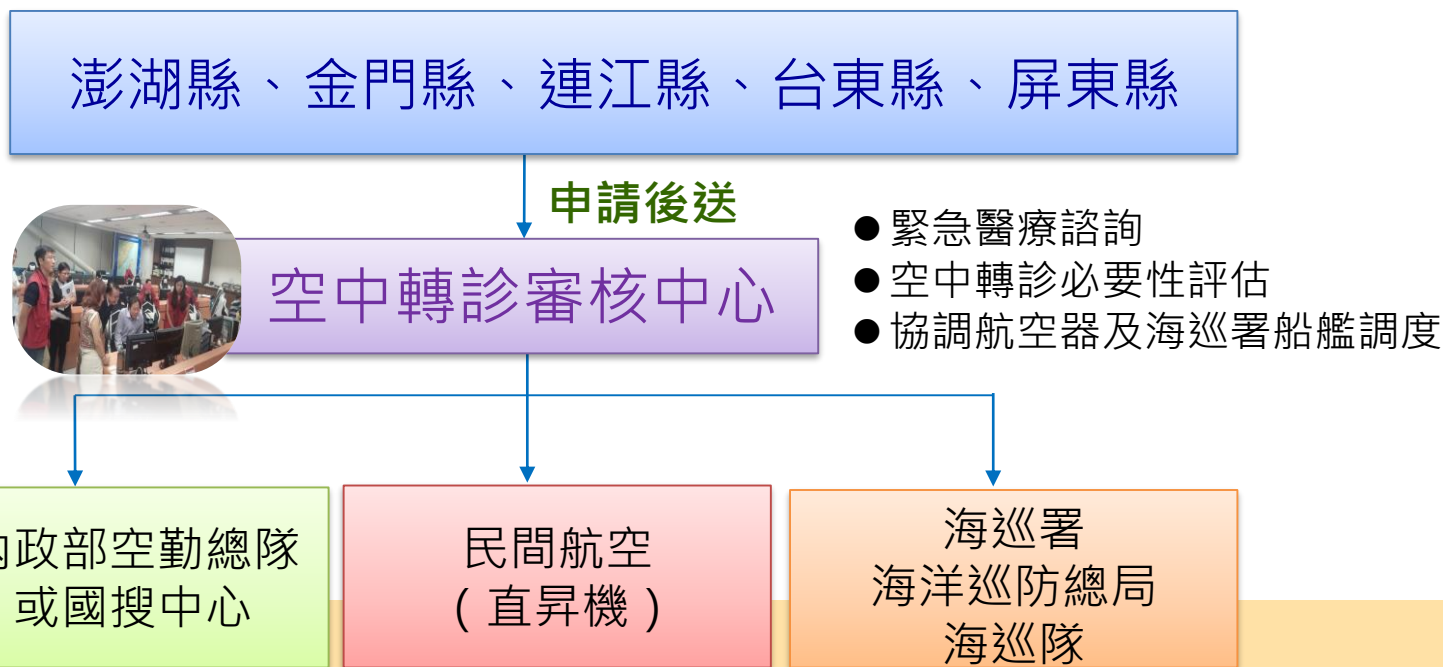 澎湖縣、金門縣、連江縣、台東縣、屏東縣
申請後送
空中轉診審核中心
●緊急醫療諮詢
●空中轉診必要性評估
●協調航空器及海巡署船艦調度
內政部空勤總隊
或國搜中心
民間航空
(直昇機)
海巡署
海洋巡防總局
海巡隊